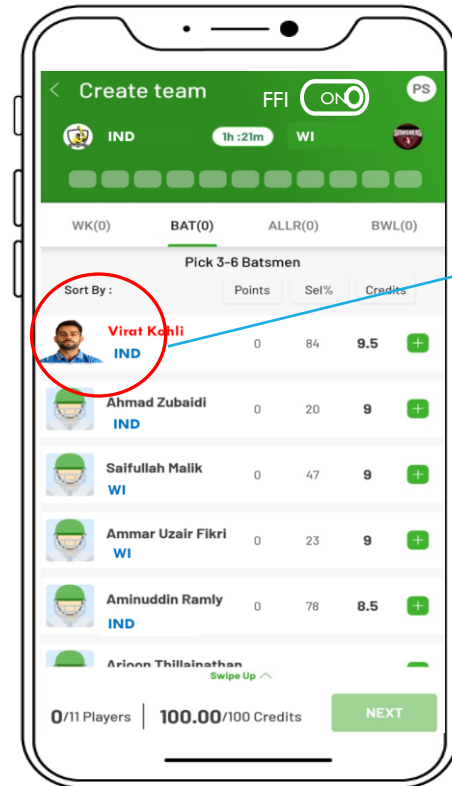 Create team
FFI ON
PS
IND 1h :21m WI
WK(0) BAT(0) ALLR(0) BWL(0)
Pick 3-6 Batsmen
Sort By : Points Sel% Credits
Virat Kohli 0 84 9.5
IND
Ahmad Zubaidi 0 20 9
IND
Saifullah Malik 0 47 9
WI
Ammar Uzair Fikri 0 23 9
WI
Aminuddin Ramly 0 78 8.5
IND
Arjoon Thillainathan
Swipe Up
0/11 Players 100.00/100 Credits NEXT